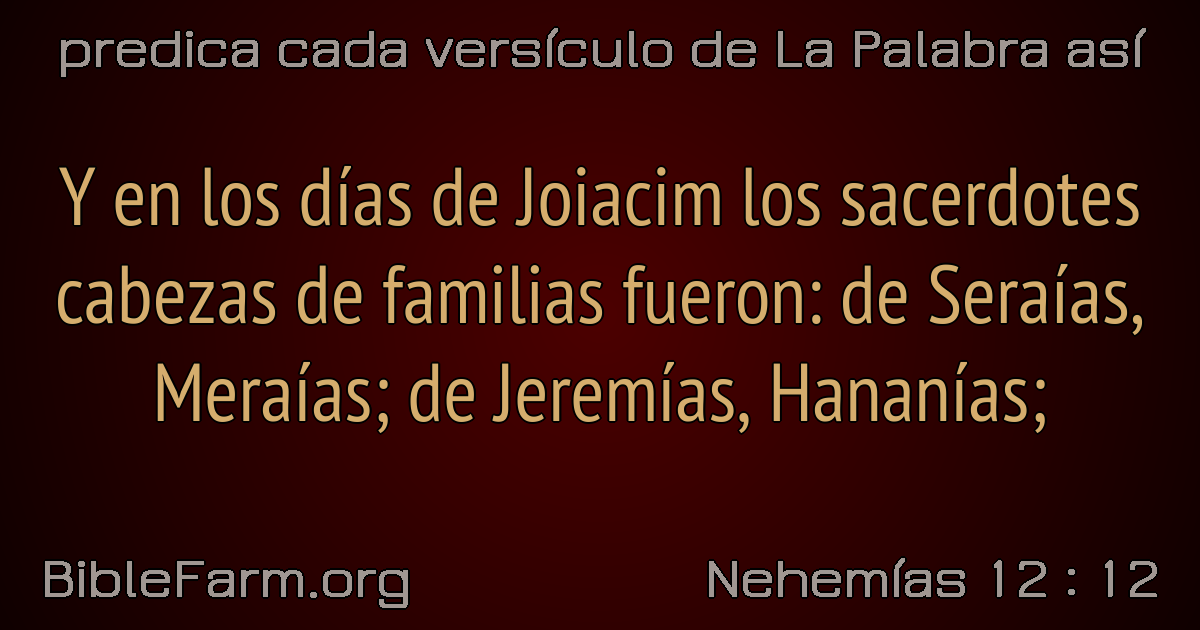 predica cada versículo de La Palabra así
Y en los días de Joiacim los sacerdotes
cabezas de familias fueron: de Seraías,
Meraías; de Jeremías, Hananías;
BibleFarm.org
Nehemías 12 : 12